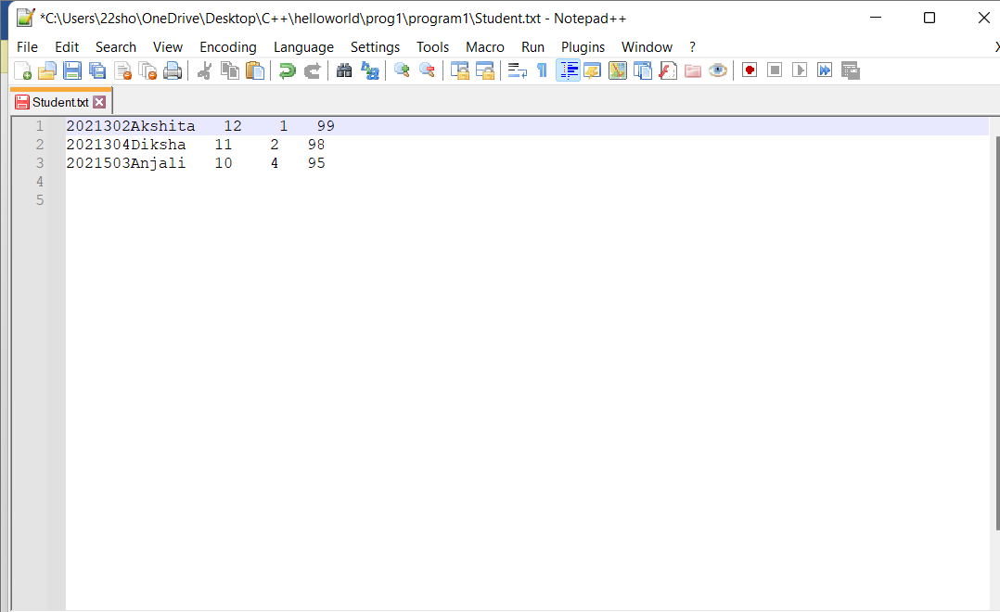 *C:\Users\22sho\OneDrive\Desktop\C++\helloworld\prog1\program1\Student.txt - Notepad++
File Edit Search View Encoding Language Settings Tools Macro Run Plugins Window ? X
Student.txt
1 2021302Akshita   12    1   99
2 2021304Diksha   11    2   98
3 2021503Anjali   10    4   95
4
5